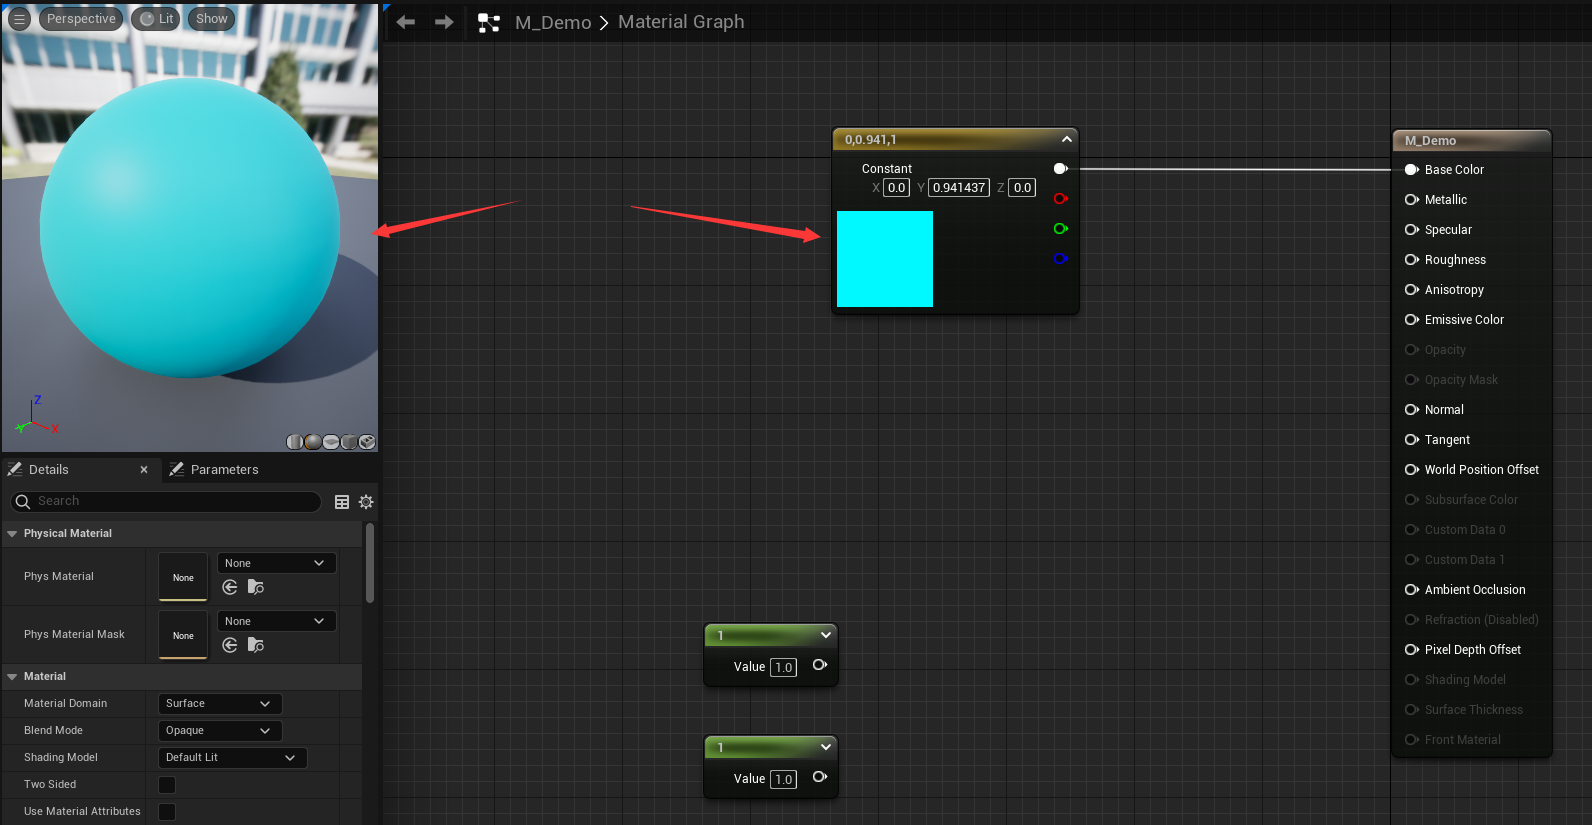 Perspective
Lit
Show
Z
Y
X
M_Demo > Material Graph
0,0.941,1
Constant
X 0.0 Y 0.941437 Z 0.0
M_Demo
Base Color
Metallic
Specular
Roughness
Anisotropy
Emissive Color
Opacity
Opacity Mask
Normal
Tangent
World Position Offset
Subsurface Color
Custom Data 0
Custom Data 1
Ambient Occlusion
Refraction (Disabled)
Pixel Depth Offset
Shading Model
Surface Thickness
Front Material
1
Value 1.0
1
Value 1.0
Details
Parameters
Search
Physical Material
Phys Material
None
None
Phys Material Mask
None
None
Material
Material Domain
Surface
Blend Mode
Opaque
Shading Model
Default Lit
Two Sided
Use Material Attributes